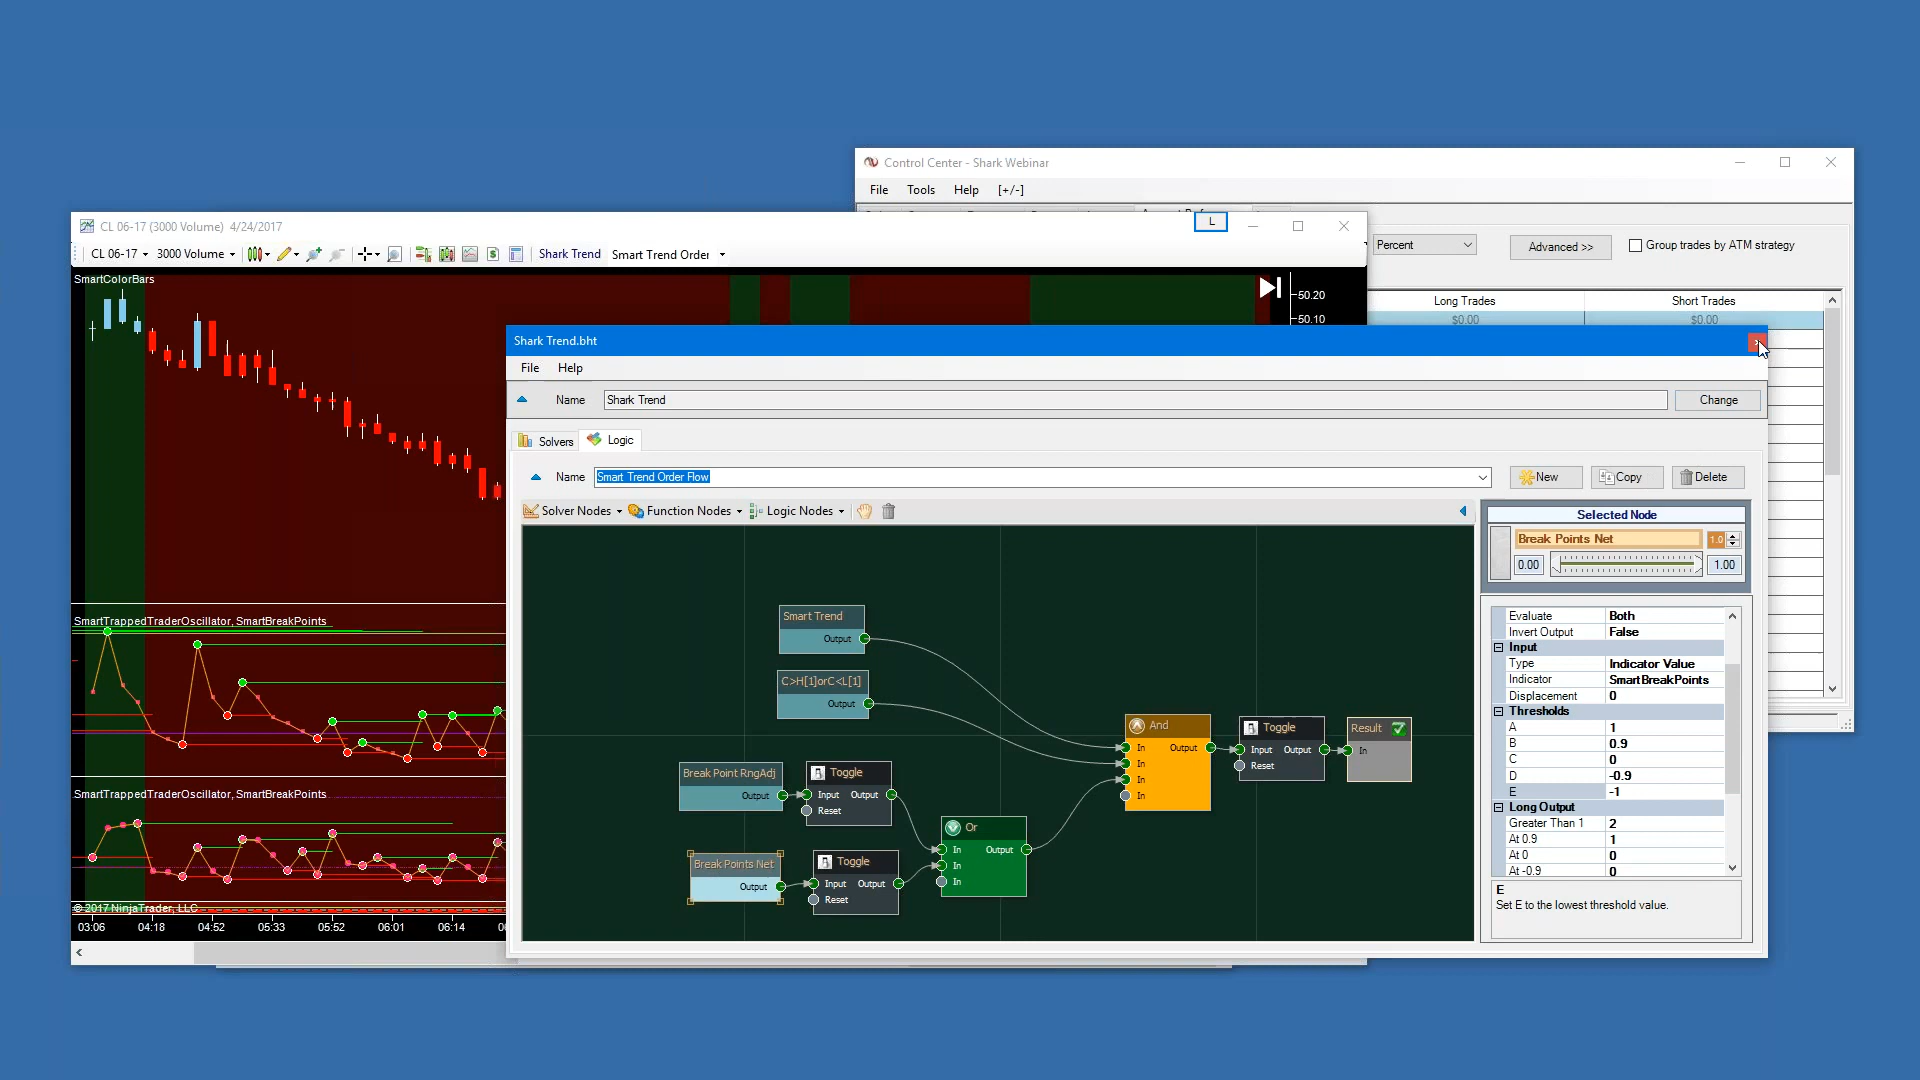 Control Center - Shark Webinar
File Tools Help [+/-]
CL 06-17 (3000 Volume) 4/24/2017
L
CL 06-17 3000 Volume
Shark Trend Smart Trend Order
Percent
Advanced >>
Group trades by ATM strategy
SmartColorBars
50.20
50.10
Long Trades Short Trades
$0.00 $0.00
Shark Trend.bht
File Help
Name Shark Trend Change
Solvers Logic
Name Smart Trend Order Flow New Copy Delete
Solver Nodes Function Nodes Logic Nodes
Selected Node
Break Points Net 1.0
0.00 1.00
Smart Trend
Output
C>H[1]orC<L[1]
Output
Break Point RngAdj
Output
Toggle
Input Output
Reset
Break Points Net
Output
Toggle
Input Output
Reset
Or
In Output
In
In
And
In Output
In
In
In
Toggle
Input Output
Reset
Result
In
Evaluate Both
Invert Output False
Input
Type Indicator Value
Indicator SmartBreakPoints
Displacement 0
Thresholds
A 1
B 0.9
C 0
D -0.9
E -1
Long Output
Greater Than 1 2
At 0.9 1
At 0 0
At -0.9 0
E
Set E to the lowest threshold value.
SmartTrappedTraderOscillator, SmartBreakPoints
SmartTrappedTraderOscillator, SmartBreakPoints
© 2017 NinjaTrader, LLC
03:06 04:18 04:52 05:33 05:52 06:01 06:14